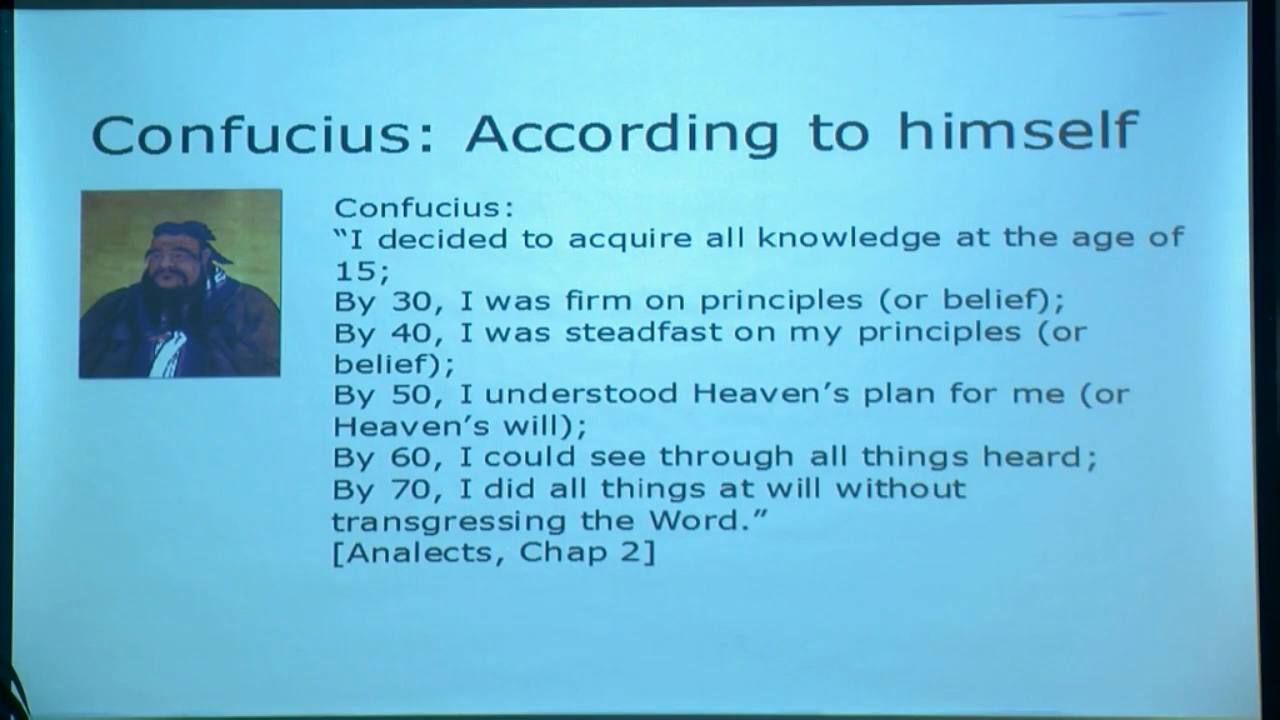 Confucius: According to himself
Confucius:
“I decided to acquire all knowledge at the age of
15;
By 30, I was firm on principles (or belief);
By 40, I was steadfast on my principles (or
belief);
By 50, I understood Heaven’s plan for me (or
Heaven’s will);
By 60, I could see through all things heard;
By 70, I did all things at will without
transgressing the Word.”
[Analects, Chap 2]